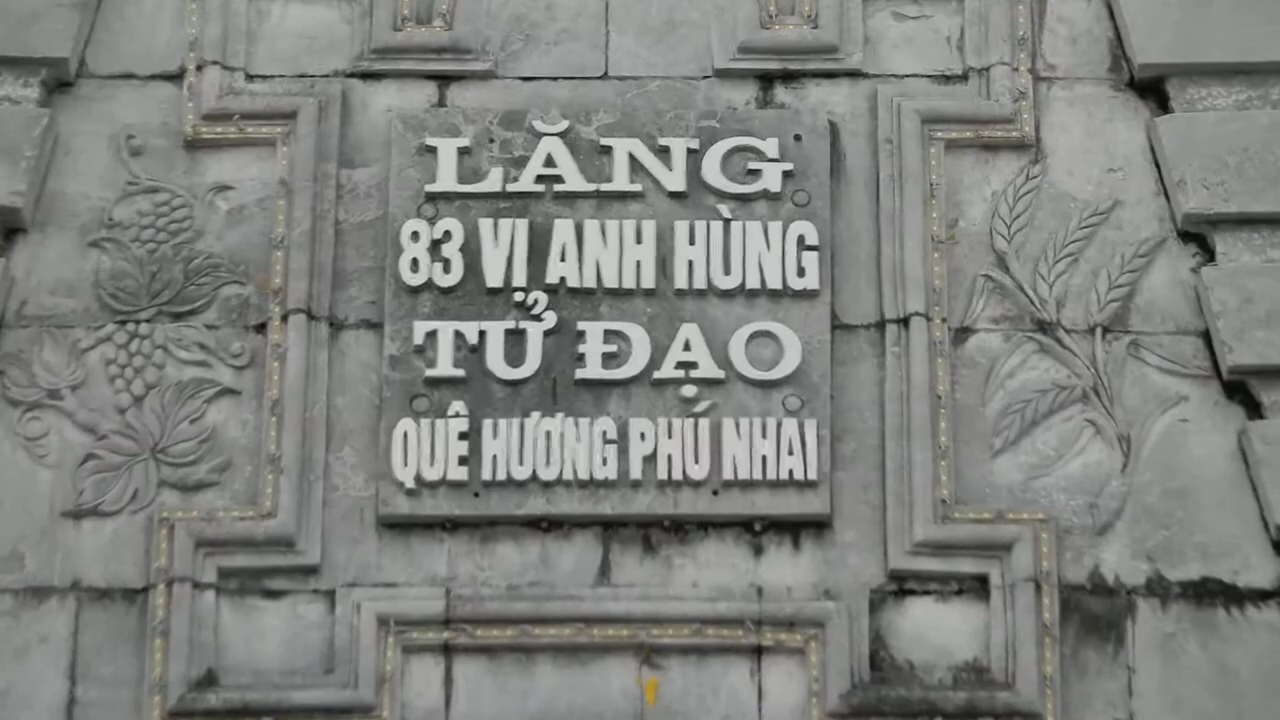 LĂNG
83 VỊ ANH HÙNG
TỬ ĐẠO
QUÊ HƯƠNG PHÚ NHAI